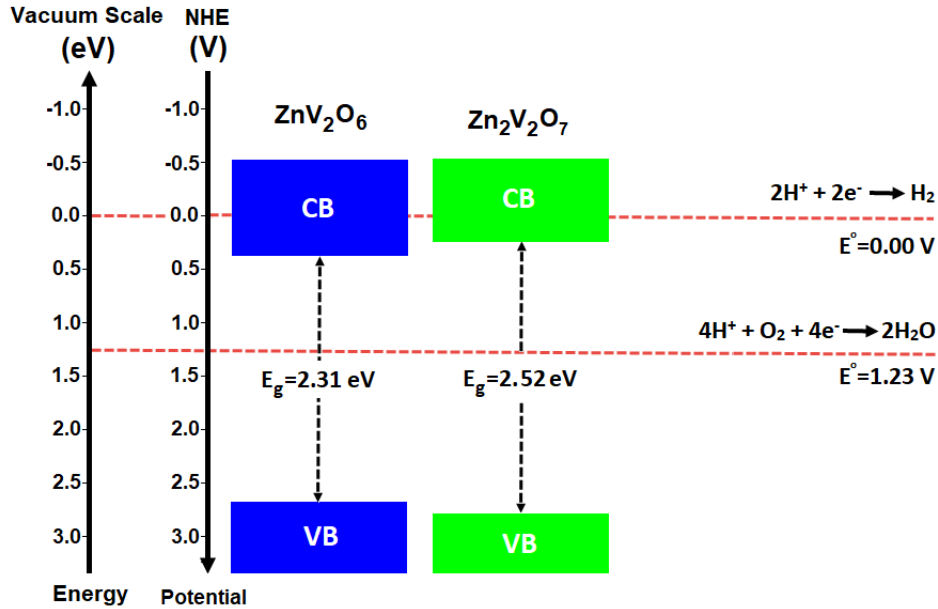 Vacuum Scale
(eV)
NHE
(V)
ZnV₂O₆
Zn₂V₂O₇
-1.0
-0.5
0.0
0.5
1.0
1.5
2.0
2.5
3.0
-1.0
-0.5
0.0
0.5
1.0
1.5
2.0
2.5
3.0
CB
CB
2H⁺ + 2e⁻ → H₂
E°=0.00 V
4H⁺ + O₂ + 4e⁻ → 2H₂O
E°=1.23 V
E_g=2.31 eV
E_g=2.52 eV
VB
VB
Energy
Potential